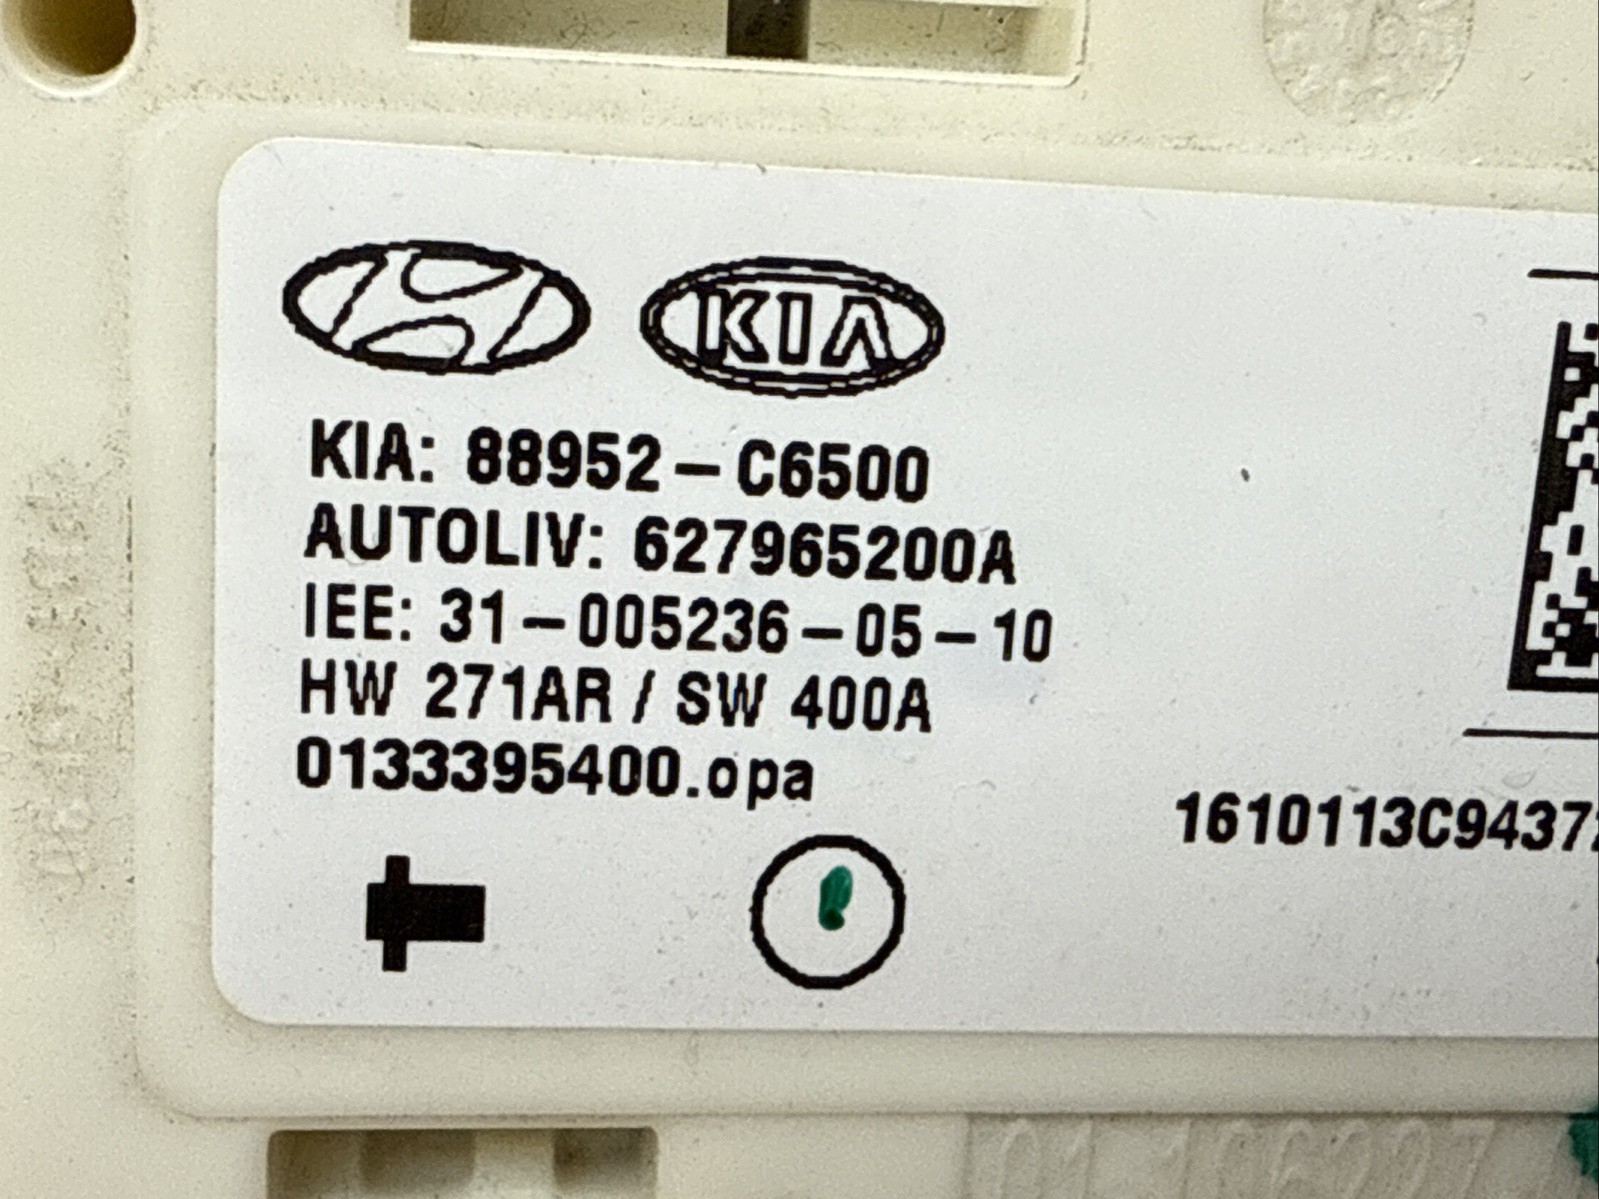 KIA
KIA: 88952-C6500
AUTOLIV: 627965200A
IEE: 31-005236-05-10
HW 271AR / SW 400A
0133395400.opa
1610113C9437